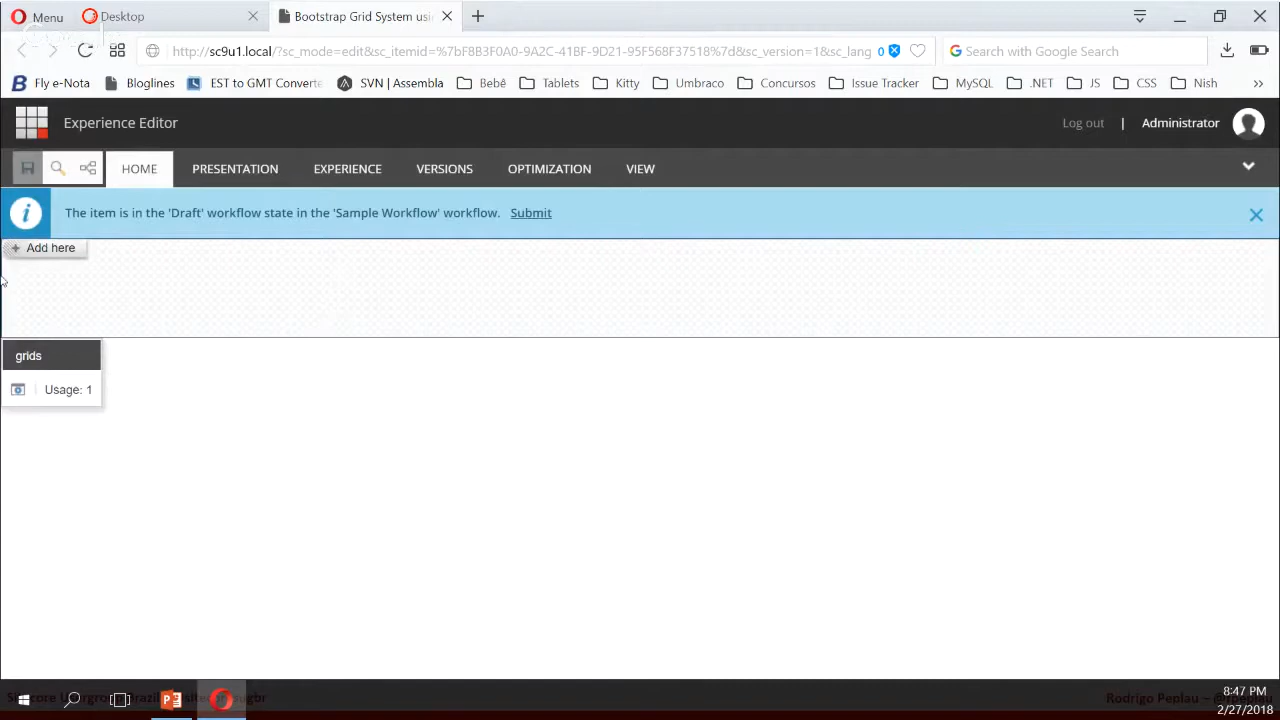 Menu
Desktop
Bootstrap Grid System usin
http://sc9u1.local/?sc_mode=edit&sc_itemid=%7bF8B3F0A0-9A2C-41BF-9D21-95F568F37518%7d&sc_version=1&sc_lang 0
Search with Google Search
Fly e-Nota Bloglines EST to GMT Converte SVN | Assembla Bebê Tablets Kitty Umbraco Concursos Issue Tracker MySQL .NET JS CSS Nish
Experience Editor
Log out | Administrator
HOME PRESENTATION EXPERIENCE VERSIONS OPTIMIZATION VIEW
The item is in the 'Draft' workflow state in the 'Sample Workflow' workflow. Submit
+ Add here
grids
Usage: 1
Rodrigo Peplau ~
8:47 PM
2/27/2018